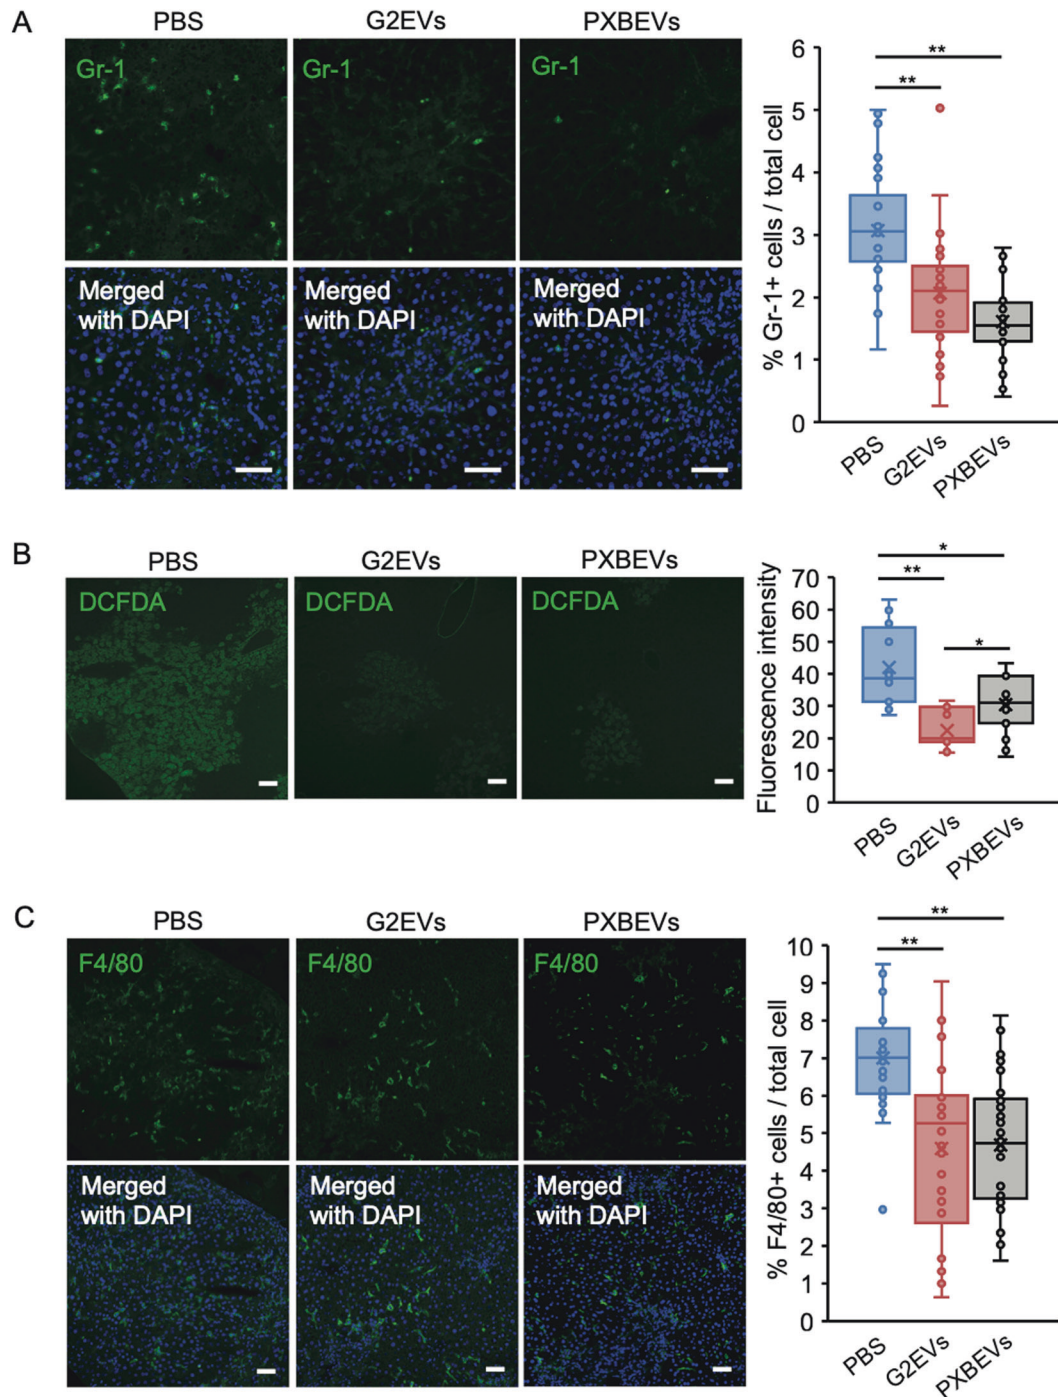 A
PBS
G2EVs
PXBEVs
Gr-1
Gr-1
Gr-1
Merged
with DAPI
Merged
with DAPI
Merged
with DAPI
% Gr-1+ cells / total cell
6
5
4
3
2
1
0
**
**
PBS
G2EVs
PXBEVs
B
PBS
G2EVs
PXBEVs
DCFDA
DCFDA
DCFDA
Fluorescence intensity
70
60
50
40
30
20
10
0
*
**
*
PBS
G2EVs
PXBEVs
C
PBS
G2EVs
PXBEVs
F4/80
F4/80
F4/80
Merged
with DAPI
Merged
with DAPI
Merged
with DAPI
% F4/80+ cells / total cell
10
9
8
7
6
5
4
3
2
1
0
**
**
PBS
G2EVs
PXBEVs